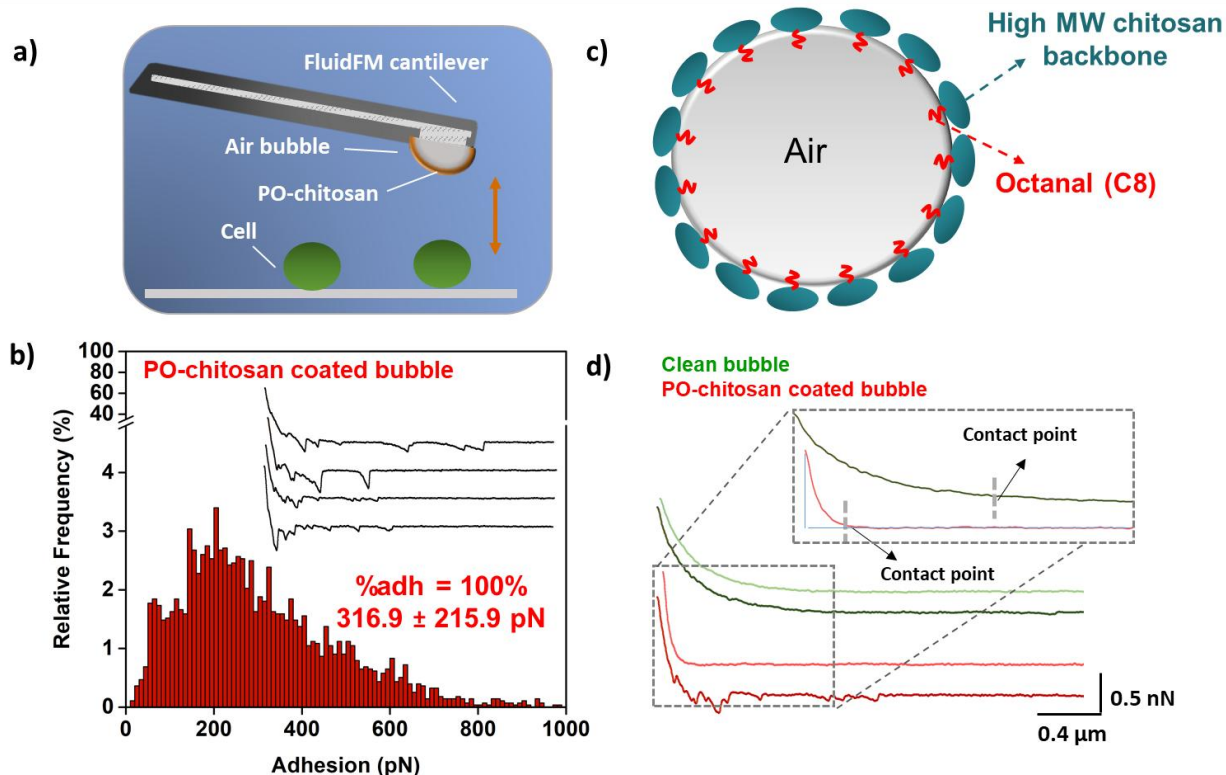 a)
FluidFM cantilever
Air bubble
PO-chitosan
Cell
c)
High MW chitosan
backbone
Air
Octanal (C8)
b)
PO-chitosan coated bubble
Relative Frequency (%)
100
80
60
40
4
3
2
1
0
%adh = 100%
316.9 ± 215.9 pN
0
200
400
600
800
1000
Adhesion (pN)
d)
Clean bubble
PO-chitosan coated bubble
Contact point
Contact point
0.5 nN
0.4 µm